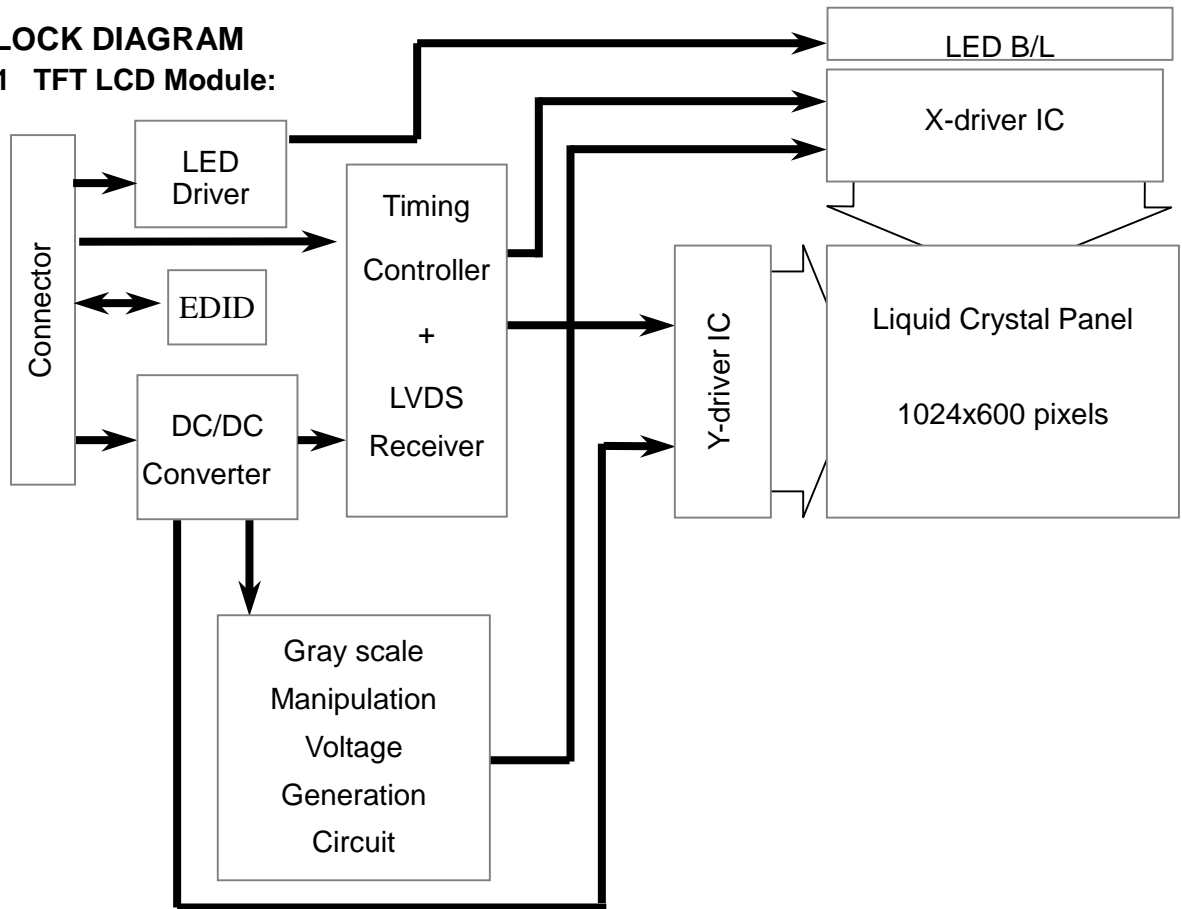 LOCK DIAGRAM
1 TFT LCD Module:
LED B/L
X-driver IC
LED
Driver
Timing
Controller
+
LVDS
Receiver
Connector
EDID
DC/DC
Converter
Y-driver IC
Liquid Crystal Panel
1024x600 pixels
Gray scale
Manipulation
Voltage
Generation
Circuit